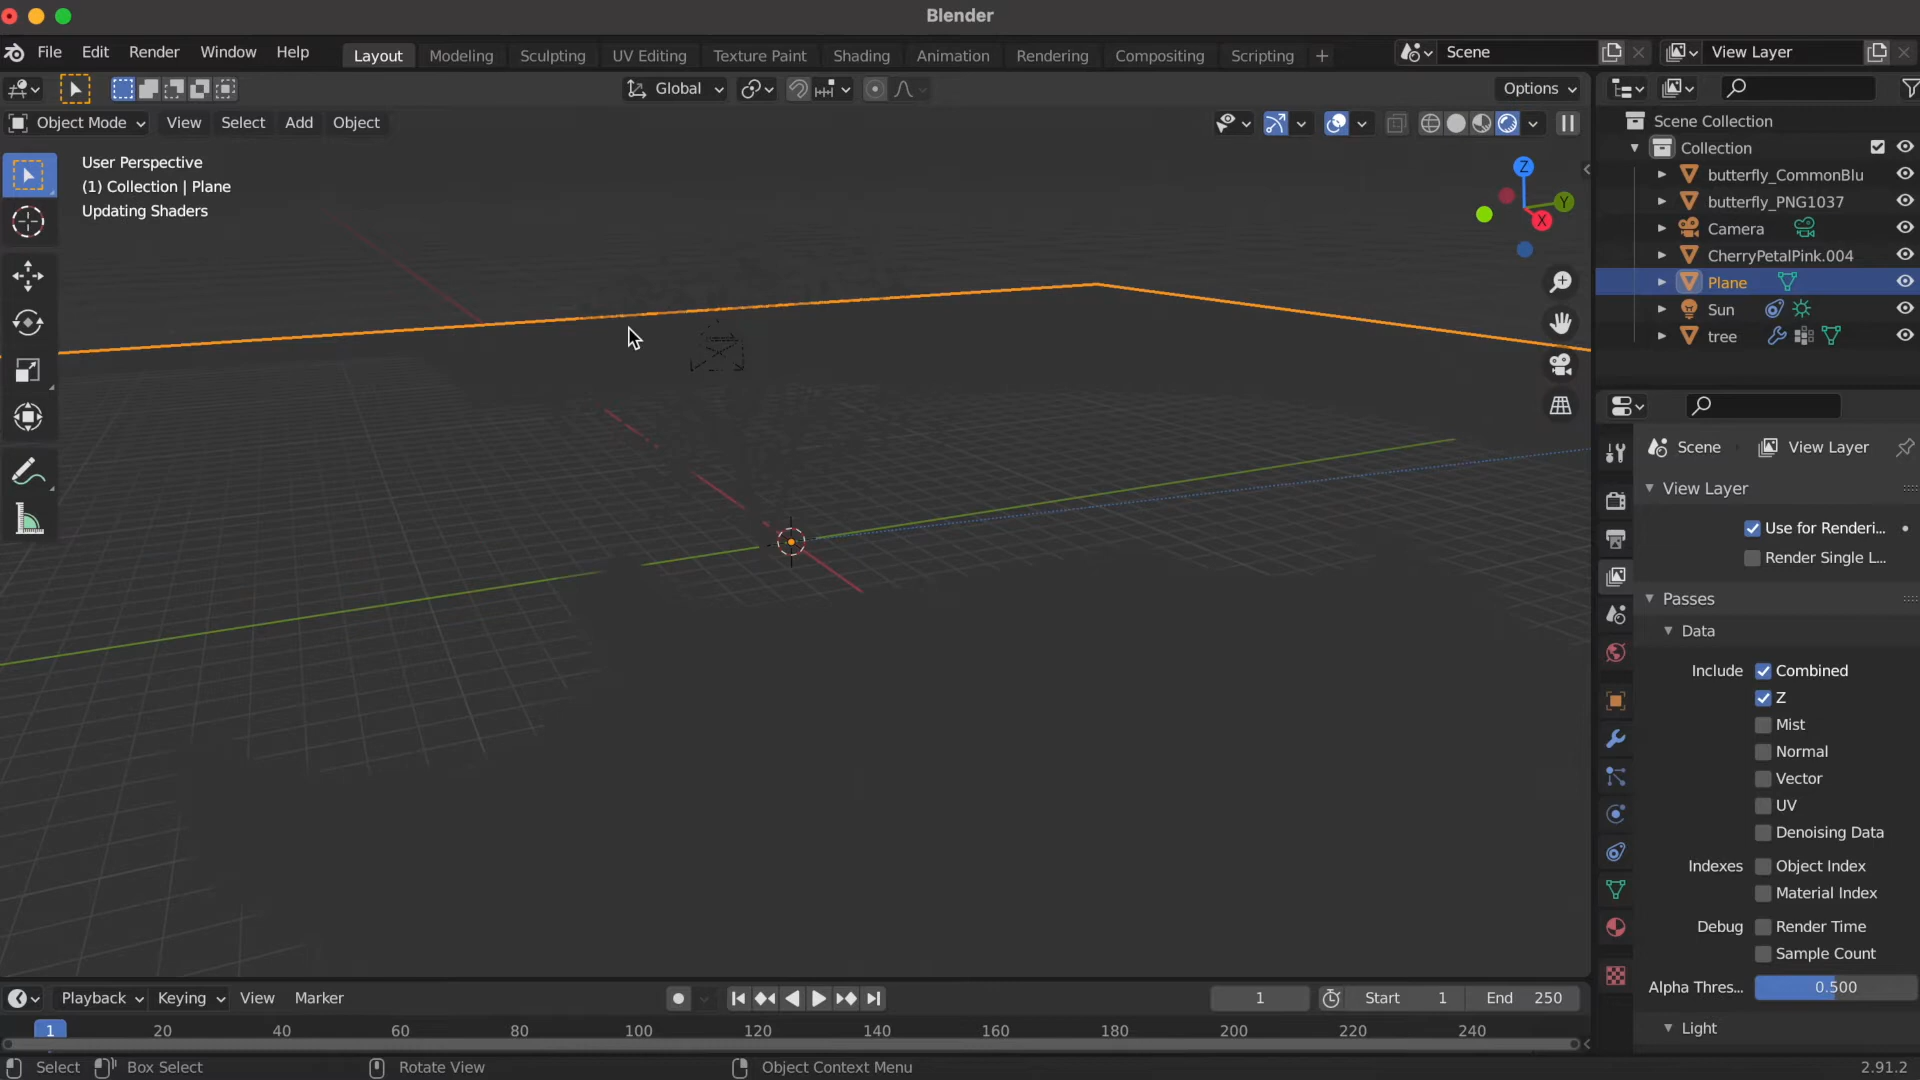 Blender
File Edit Render Window Help Layout Modeling Sculpting UV Editing Texture Paint Shading Animation Rendering Compositing Scripting + Scene View Layer
Global Options
Object Mode View Select Add Object
User Perspective
(1) Collection | Plane
Updating Shaders
Z
Y
X
Scene Collection
Collection
butterfly_CommonBlu
butterfly_PNG1037
Camera
CherryPetalPink.004
Plane
Sun
tree
Scene View Layer
View Layer
Use for Renderi...
Render Single L...
Passes
Data
Include Combined
Z
Mist
Normal
Vector
UV
Denoising Data
Indexes Object Index
Material Index
Debug Render Time
Sample Count
Alpha Thres... 0.500
Light
Playback Keying View Marker 1 Start 1 End 250
1 20 40 60 80 100 120 140 160 180 200 220 240
Select Box Select Rotate View Object Context Menu 2.91.2